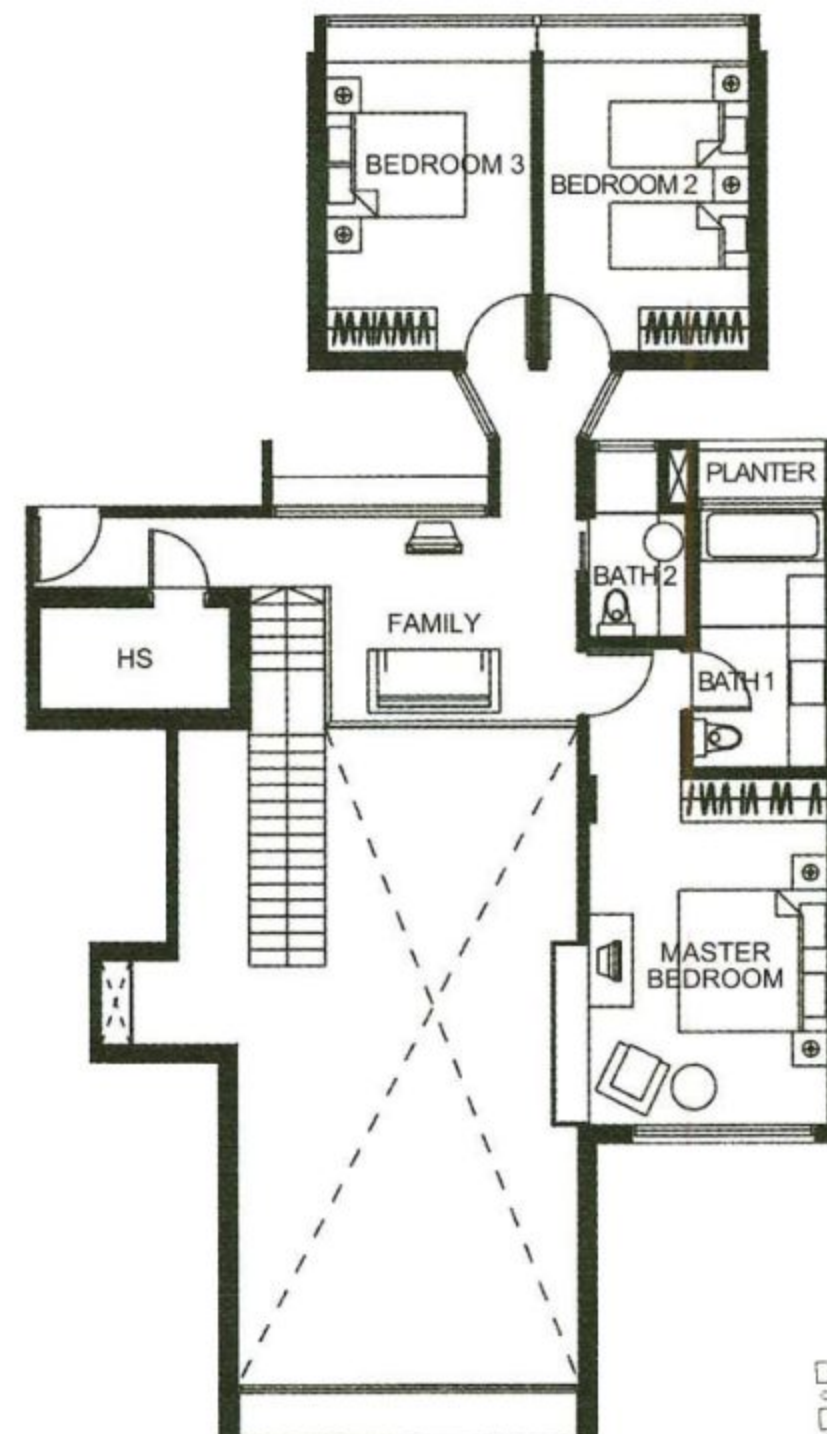 BEDROOM 3
BEDROOM 2
PLANTER
BATH 2
FAMILY
HS
BATH 1
MASTER
BEDROOM